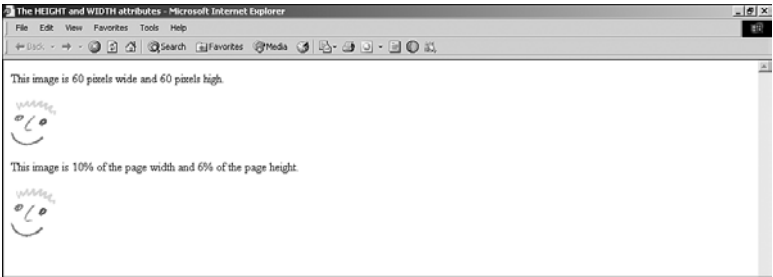 The HEIGHT and WIDTH attributes - Microsoft Internet Explorer
File Edit View Favorites Tools Help
Back Search Favorites Media
This image is 60 pixels wide and 60 pixels high.
This image is 10% of the page width and 6% of the page height.